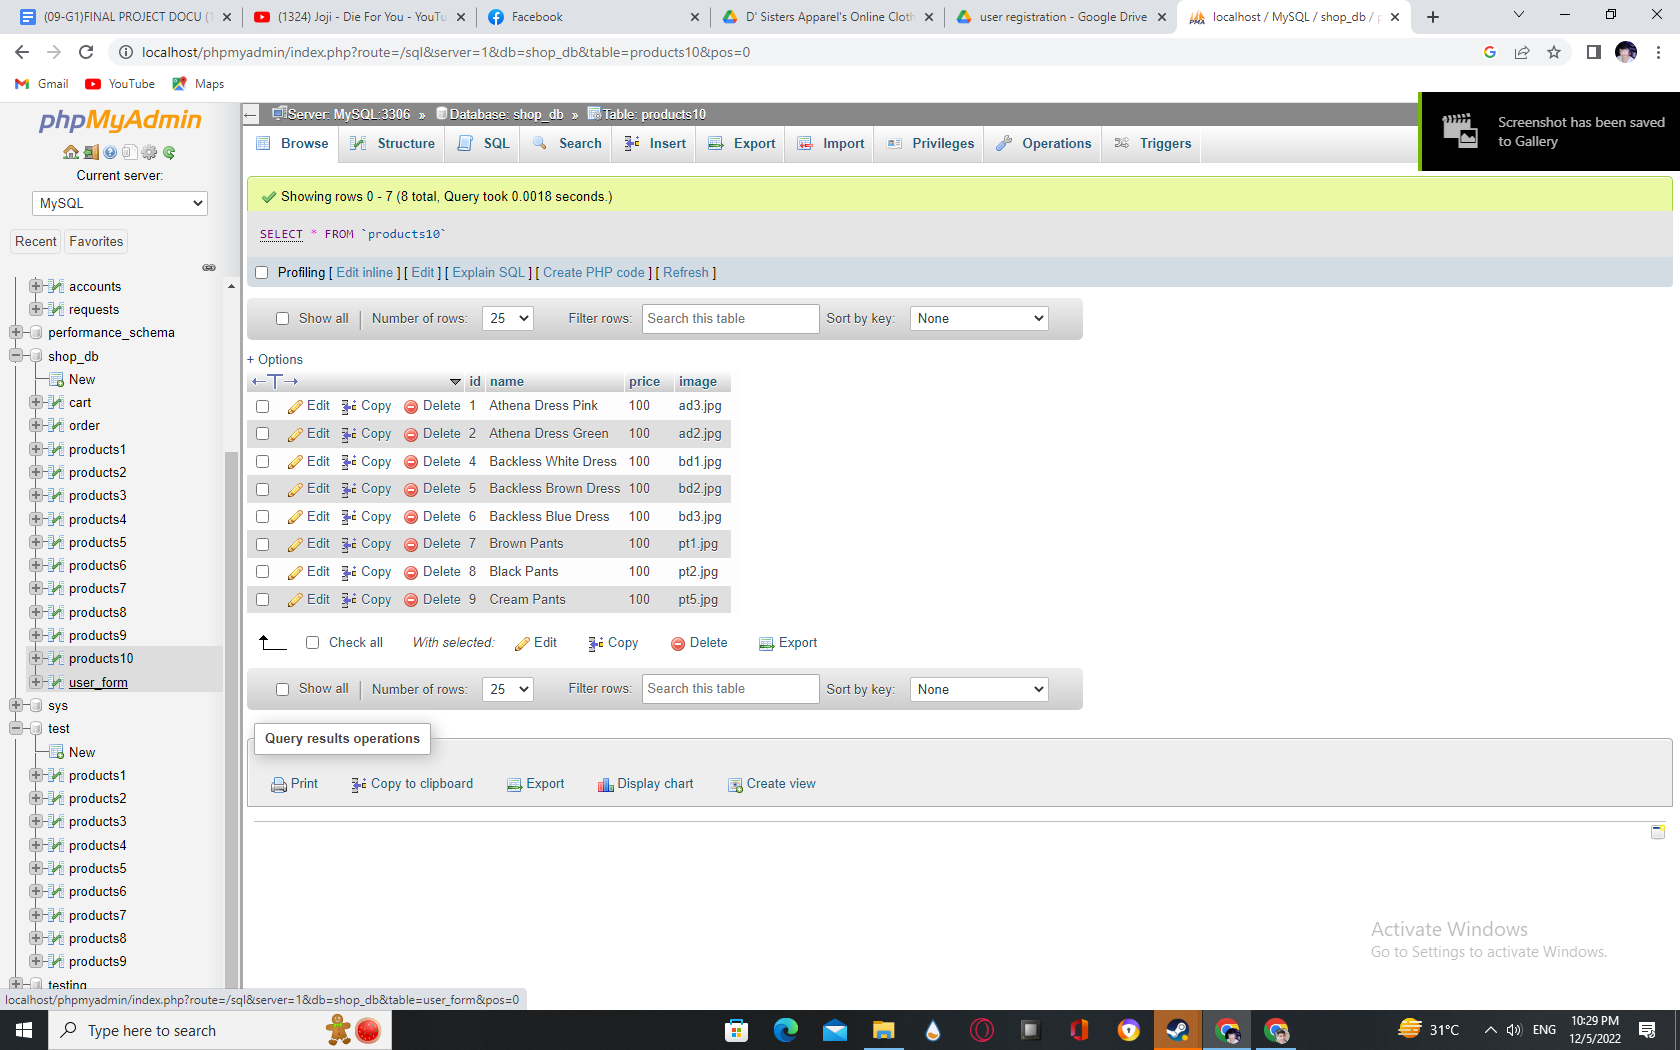 (09-G1)FINAL PROJECT DOCU (1
(1324) Joji - Die For You - YouTu
Facebook
D' Sisters Apparel's Online Cloth
user registration - Google Drive
localhost / MySQL / shop_db / p
localhost/phpmyadmin/index.php?route=/sql&server=1&db=shop_db&table=products10&pos=0
Gmail
YouTube
Maps
phpMyAdmin
Current server:
MySQL
Recent
Favorites
accounts
requests
performance_schema
shop_db
New
cart
order
products1
products2
products3
products4
products5
products6
products7
products8
products9
products10
user_form
sys
test
New
products1
products2
products3
products4
products5
products6
products7
products8
products9
testing
localhost/phpmyadmin/index.php?route=/sql&server=1&db=shop_db&table=user_form&pos=0
Server: MySQL:3306 » Database: shop_db » Table: products10
Browse Structure SQL Search Insert Export Import Privileges Operations Triggers
Screenshot has been saved
to Gallery
Showing rows 0 - 7 (8 total, Query took 0.0018 seconds.)
SELECT * FROM `products10`
Profiling [ Edit inline ] [ Edit ] [ Explain SQL ] [ Create PHP code ] [ Refresh ]
Show all Number of rows: 25 Filter rows: Search this table Sort by key: None
+ Options
←T→ id name price image
Edit Copy Delete 1 Athena Dress Pink 100 ad3.jpg
Edit Copy Delete 2 Athena Dress Green 100 ad2.jpg
Edit Copy Delete 4 Backless White Dress 100 bd1.jpg
Edit Copy Delete 5 Backless Brown Dress 100 bd2.jpg
Edit Copy Delete 6 Backless Blue Dress 100 bd3.jpg
Edit Copy Delete 7 Brown Pants 100 pt1.jpg
Edit Copy Delete 8 Black Pants 100 pt2.jpg
Edit Copy Delete 9 Cream Pants 100 pt5.jpg
Check all With selected: Edit Copy Delete Export
Show all Number of rows: 25 Filter rows: Search this table Sort by key: None
Query results operations
Print Copy to clipboard Export Display chart Create view
Activate Windows
Go to Settings to activate Windows.
Type here to search
31°C
ENG
10:29 PM
12/5/2022